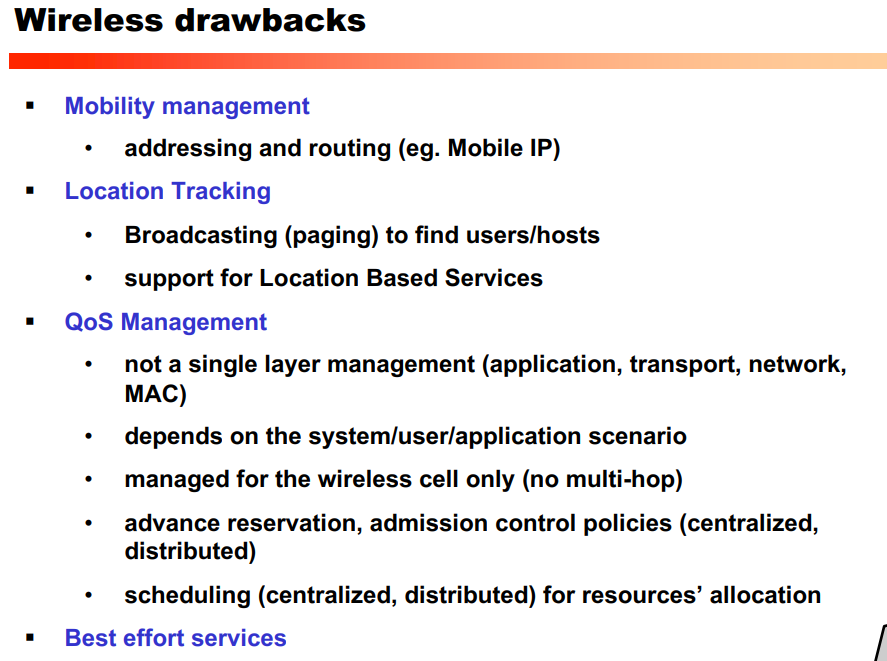 Wireless drawbacks
▪ Mobility management
• addressing and routing (eg. Mobile IP)
▪ Location Tracking
• Broadcasting (paging) to find users/hosts
• support for Location Based Services
▪ QoS Management
• not a single layer management (application, transport, network,
MAC)
• depends on the system/user/application scenario
• managed for the wireless cell only (no multi-hop)
• advance reservation, admission control policies (centralized,
distributed)
• scheduling (centralized, distributed) for resources’ allocation
▪ Best effort services